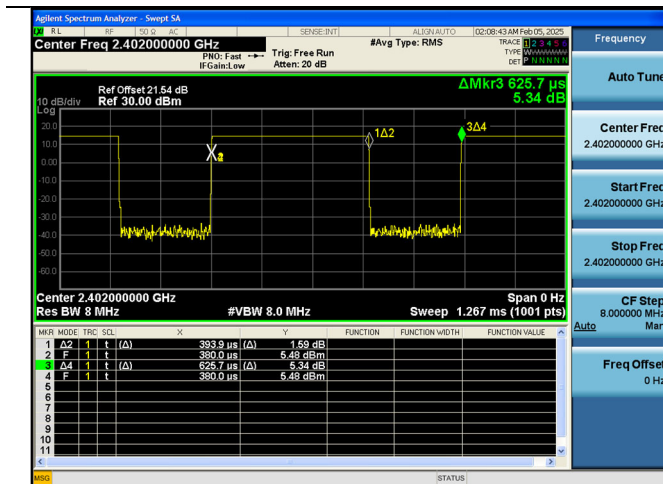 Agilent Spectrum Analyzer - Swept SA
RL RF 50 Ω AC SENSE:INT ALIGN AUTO 02:08:43 AM Feb 05, 2025
Center Freq 2.402000000 GHz #Avg Type: RMS TRACE 1 2 3 4 5 6
PNO: Fast Trig: Free Run TYPE W
IFGain:Low Atten: 20 dB DET P N N N N N
Frequency
Auto Tune
ΔMkr3 625.7 µs
5.34 dB
Ref Offset 21.54 dB
10 dB/div Ref 30.00 dBm
Log
20.0
10.0
0.00
-10.0
-20.0
-30.0
-40.0
-50.0
-60.0
1Δ2
3Δ4
Center 2.402000000 GHz Span 0 Hz
Res BW 8 MHz #VBW 8.0 MHz Sweep 1.267 ms (1001 pts)
MKR MODE TRC SCL X Y FUNCTION FUNCTION WIDTH FUNCTION VALUE
1 Δ2 1 t (Δ) 393.9 µs (Δ) 1.59 dB
2 F 1 t 380.0 µs 5.48 dBm
3 Δ4 1 t (Δ) 625.7 µs (Δ) 5.34 dB
4 F 1 t 380.0 µs 5.48 dBm
5
6
7
8
9
10
11
Center Freq
2.402000000 GHz
Start Freq
2.402000000 GHz
Stop Freq
2.402000000 GHz
CF Step
8.000000 MHz
Auto Man
Freq Offset
0 Hz
MSG STATUS